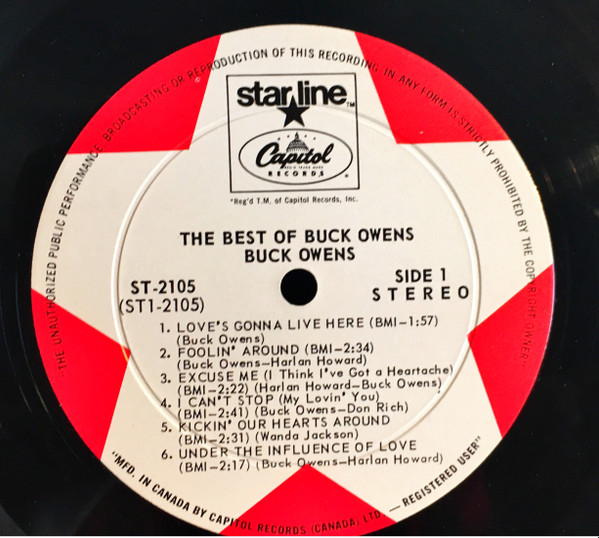 "THE UNAUTHORIZED PUBLIC PERFORMANCE, BROADCASTING OR REPRODUCTION OF THIS RECORDING IN ANY FORM IS STRICTLY PROHIBITED BY THE COPYRIGHT OWNER"
starline™
Capitol
RECORDS
*Reg'd T.M. of Capitol Records, Inc.
THE BEST OF BUCK OWENS
BUCK OWENS
ST-2105
(ST1-2105)
SIDE 1
STEREO
1. LOVE'S GONNA LIVE HERE (BMI-1:57)
(Buck Owens)
2. FOOLIN' AROUND (BMI-2:34)
(Buck Owens-Harlan Howard)
3. EXCUSE ME (I Think I've Got a Heartache)
(BMI-2:22) (Harlan Howard-Buck Owens)
4. I CAN'T STOP (My Lovin' You)
(BMI-2:41) (Buck Owens-Don Rich)
5. KICKIN' OUR HEARTS AROUND
(BMI-2:31) (Wanda Jackson)
6. UNDER THE INFLUENCE OF LOVE
(BMI-2:17) (Buck Owens-Harlan Howard)
"MFD. IN CANADA BY CAPITOL RECORDS (CANADA) LTD. — REGISTERED USER"